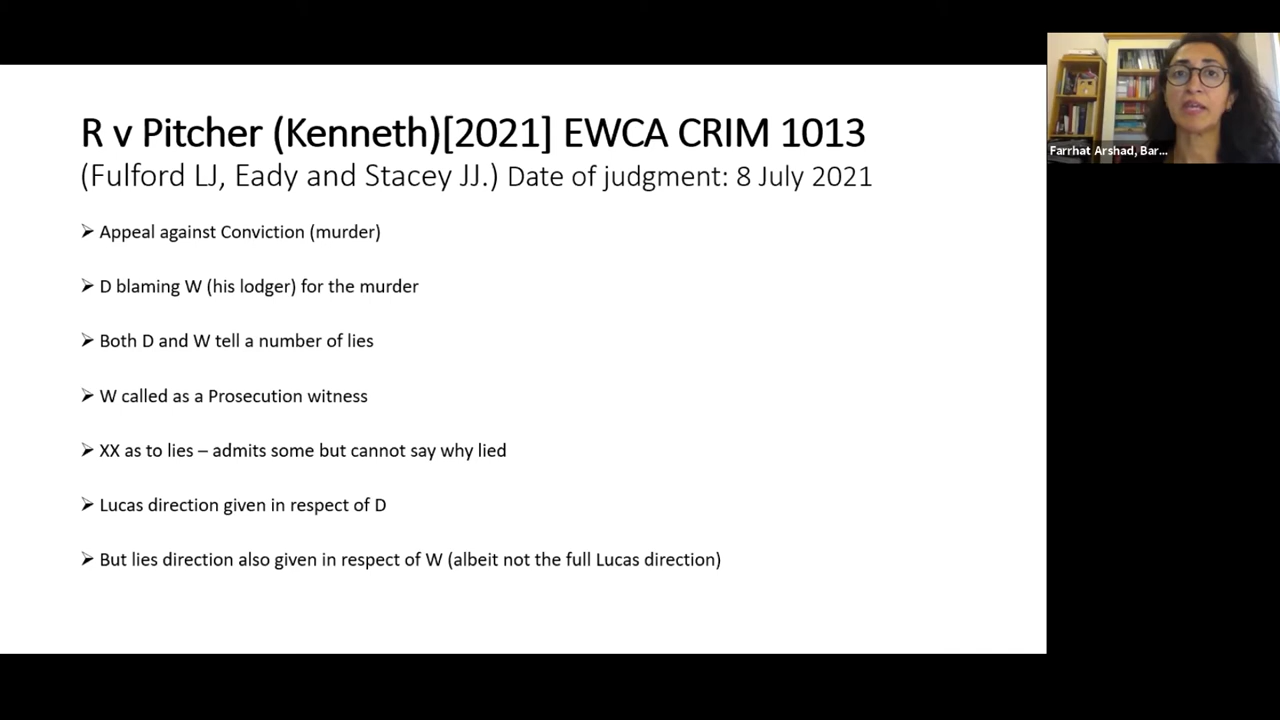 R v Pitcher (Kenneth)[2021] EWCA CRIM 1013
(Fulford LJ, Eady and Stacey JJ.) Date of judgment: 8 July 2021
➢ Appeal against Conviction (murder)
➢ D blaming W (his lodger) for the murder
➢ Both D and W tell a number of lies
➢ W called as a Prosecution witness
➢ XX as to lies – admits some but cannot say why lied
➢ Lucas direction given in respect of D
➢ But lies direction also given in respect of W (albeit not the full Lucas direction)
Farrhat Arshad, Bar...